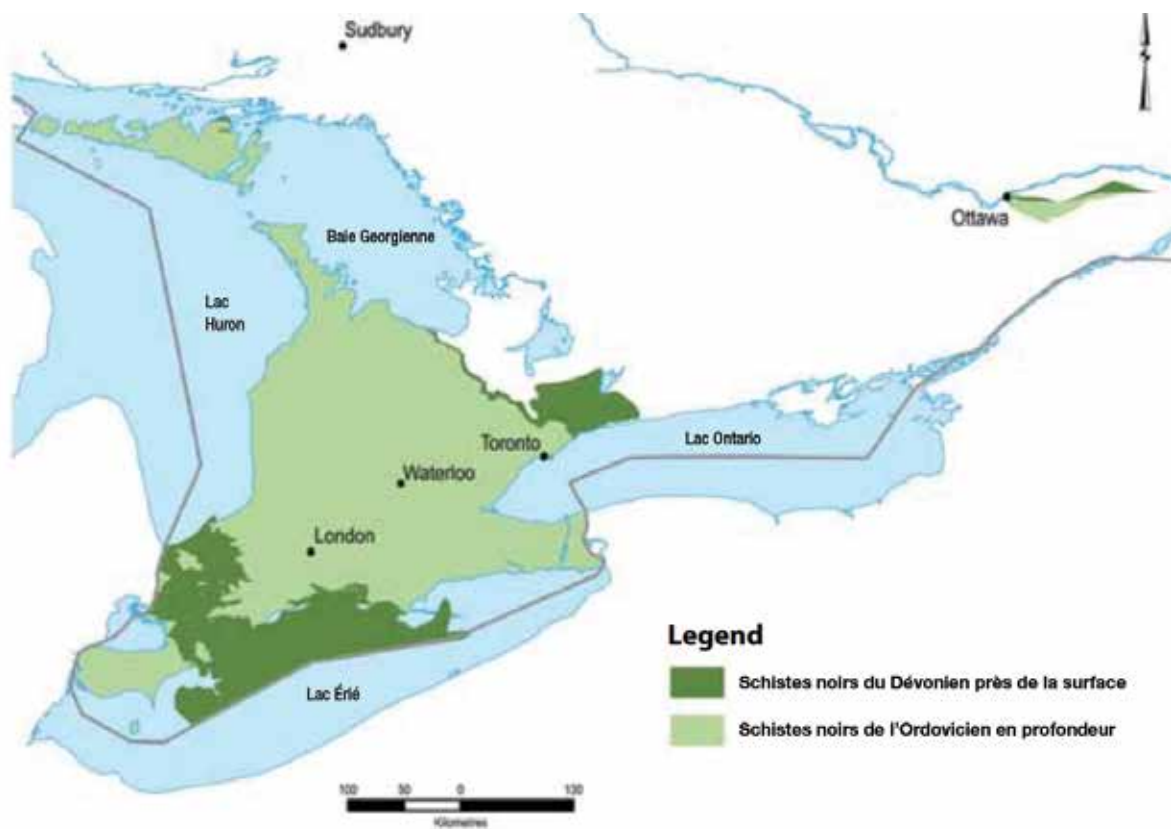 Sudbury
Ottawa
Baie Georgienne
Lac
Huron
Toronto
Lac Ontario
Waterloo
London
Lac Érié
Legend
Schistes noirs du Dévonien près de la surface
Schistes noirs de l'Ordovicien en profondeur
100 50 0 100
Kilometres